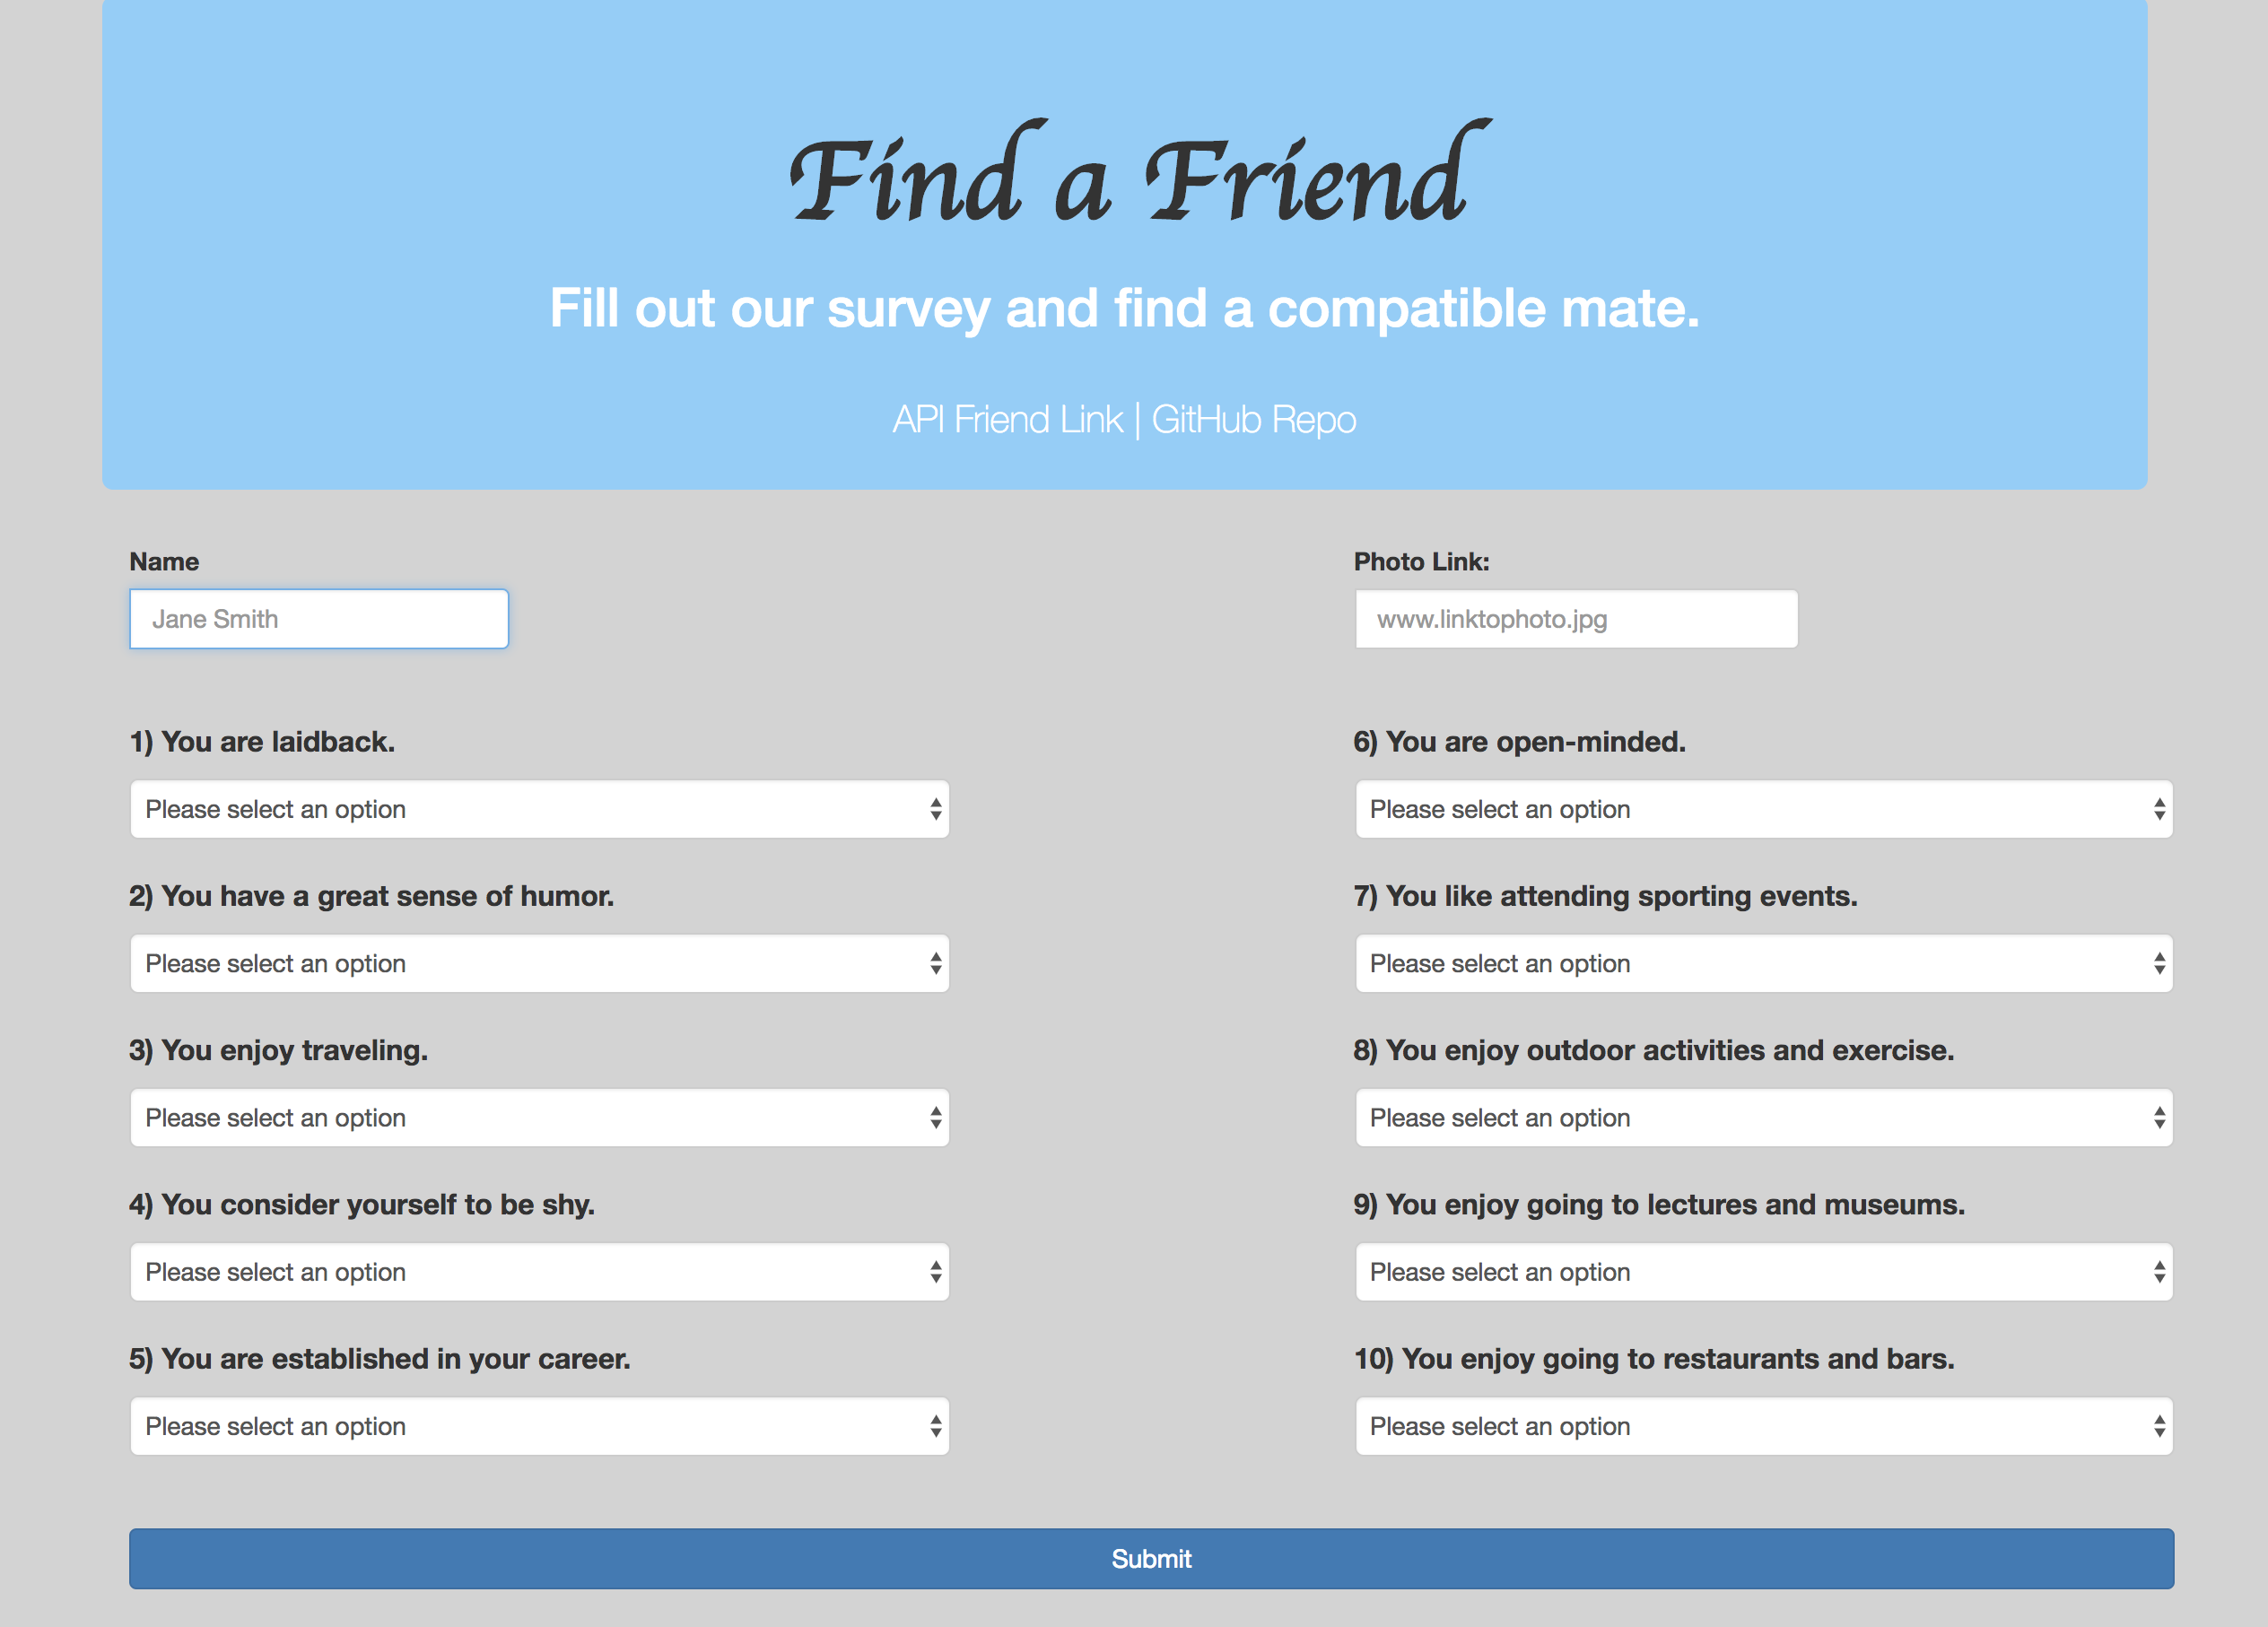 Find a Friend
Fill out our survey and find a compatible mate.
API Friend Link | GitHub Repo
Name
Jane Smith
Photo Link:
www.linktophoto.jpg
1) You are laidback.
Please select an option
2) You have a great sense of humor.
Please select an option
3) You enjoy traveling.
Please select an option
4) You consider yourself to be shy.
Please select an option
5) You are established in your career.
Please select an option
6) You are open-minded.
Please select an option
7) You like attending sporting events.
Please select an option
8) You enjoy outdoor activities and exercise.
Please select an option
9) You enjoy going to lectures and museums.
Please select an option
10) You enjoy going to restaurants and bars.
Please select an option
Submit